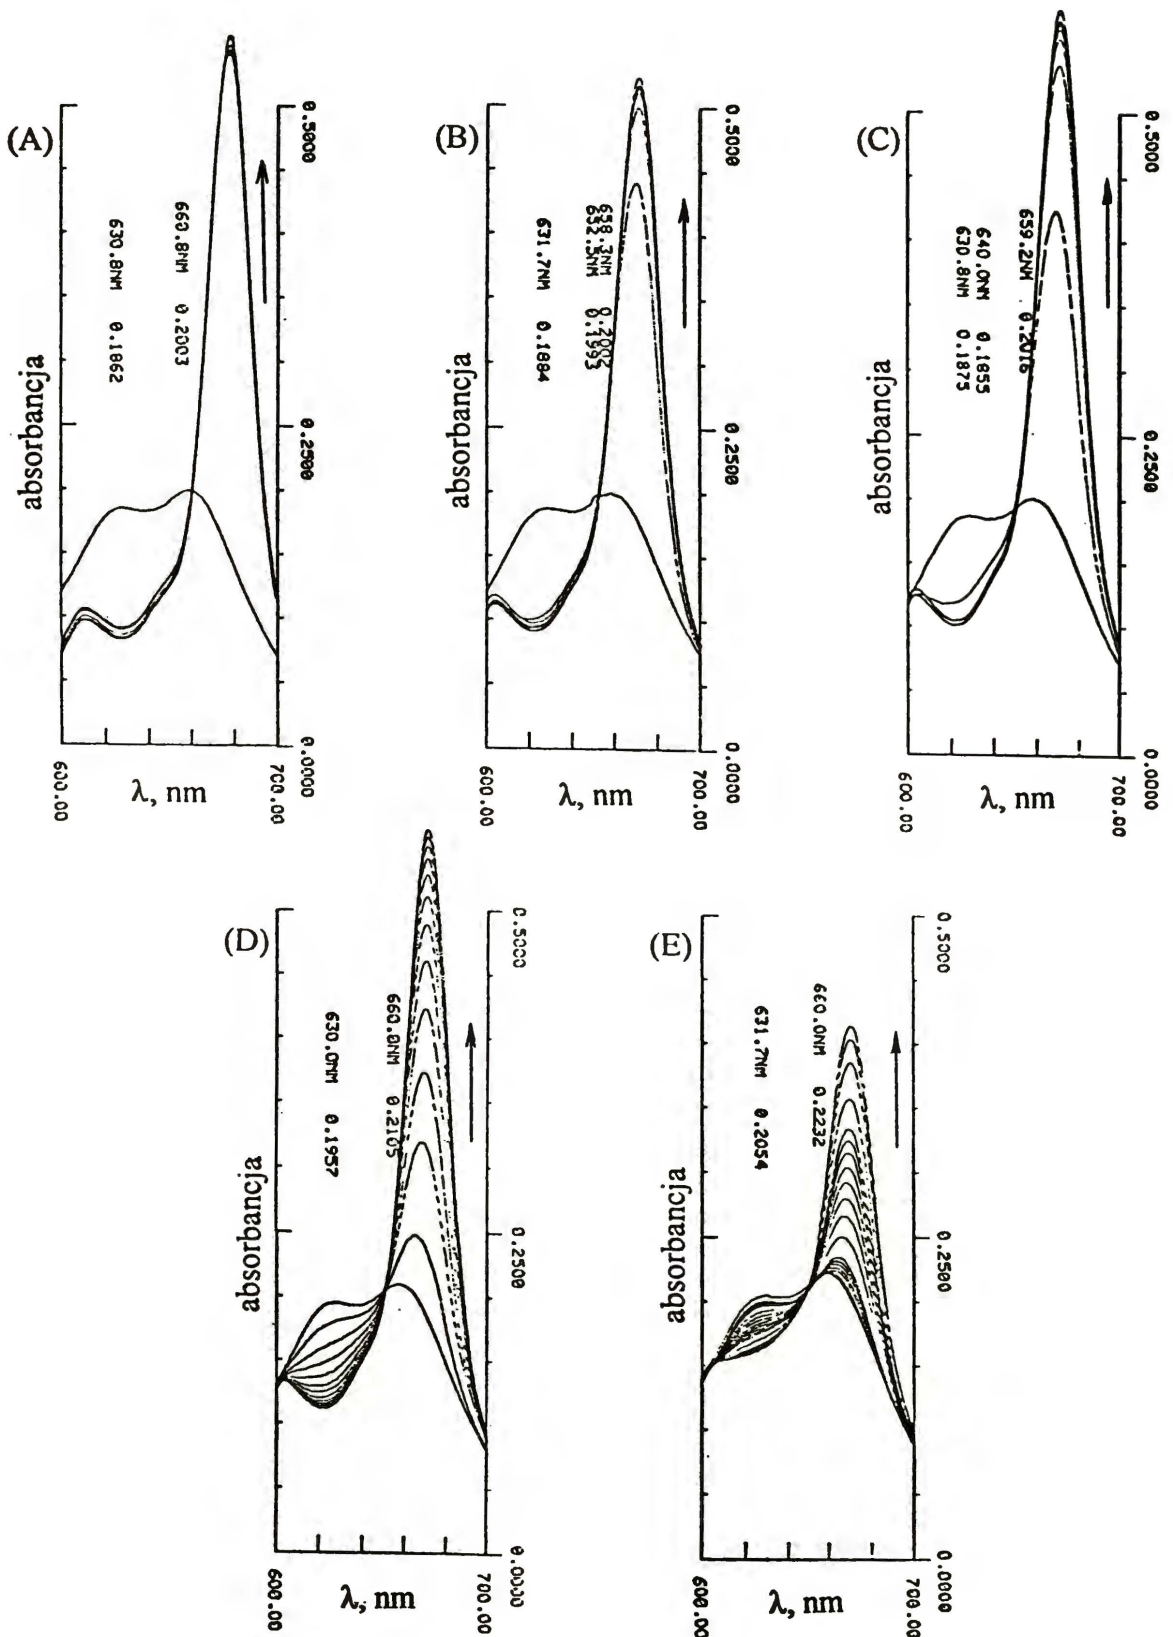 (A)
0.5000
630.8NM 0.1862
660.8NM 0.2003
absorbancja
0.2500
0.0000
600.00
λ, nm
700.00
(B)
0.5000
631.7NM 0.1884
658.3NM 0.2002
absorbancja
0.2500
0.0000
600.00
λ, nm
700.00
(C)
0.5000
630.8NM 0.1875
640.0NM 0.1855
659.2NM 0.2016
absorbancja
0.2500
0.0000
600.00
λ, nm
700.00
(D)
0.5000
630.0NM 0.1957
660.8NM 0.2105
absorbancja
0.2500
0.0000
600.00
λ, nm
700.00
(E)
0.5000
631.7NM 0.2054
660.0NM 0.2232
absorbancja
0.2500
0.0000
600.00
λ, nm
700.00